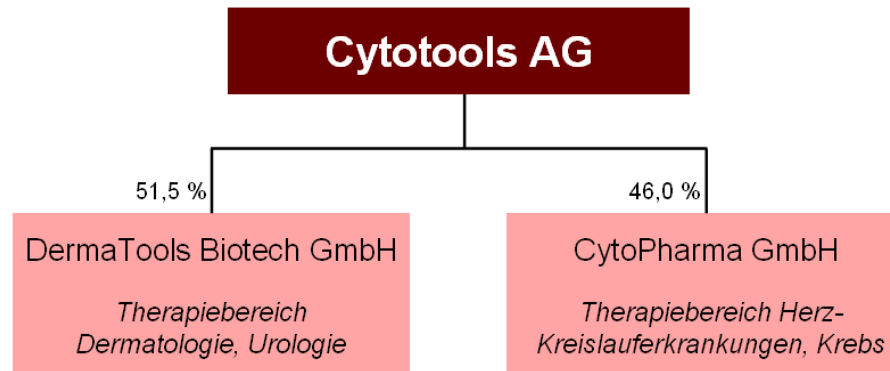 Cytotools AG
51,5 %
46,0 %
DermaTools Biotech GmbH
Therapiebereich
Dermatologie, Urologie
CytoPharma GmbH
Therapiebereich Herz-
Kreislauferkrankungen, Krebs